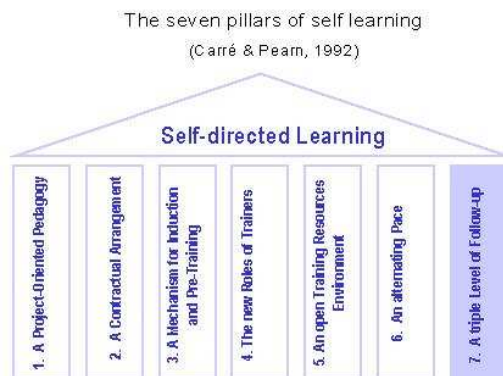 The seven pillars of self learning
(Carré & Pearn, 1992)
Self-directed Learning
1. A Project-Oriented Pedagogy
2. A Contractual Arrangement
3. A Mechanism for Induction
and Pre-Training
4. The new Roles of Trainers
5. An open Training Resources
Environment
6. An alternating Pace
7. A triple Level of Follow-up